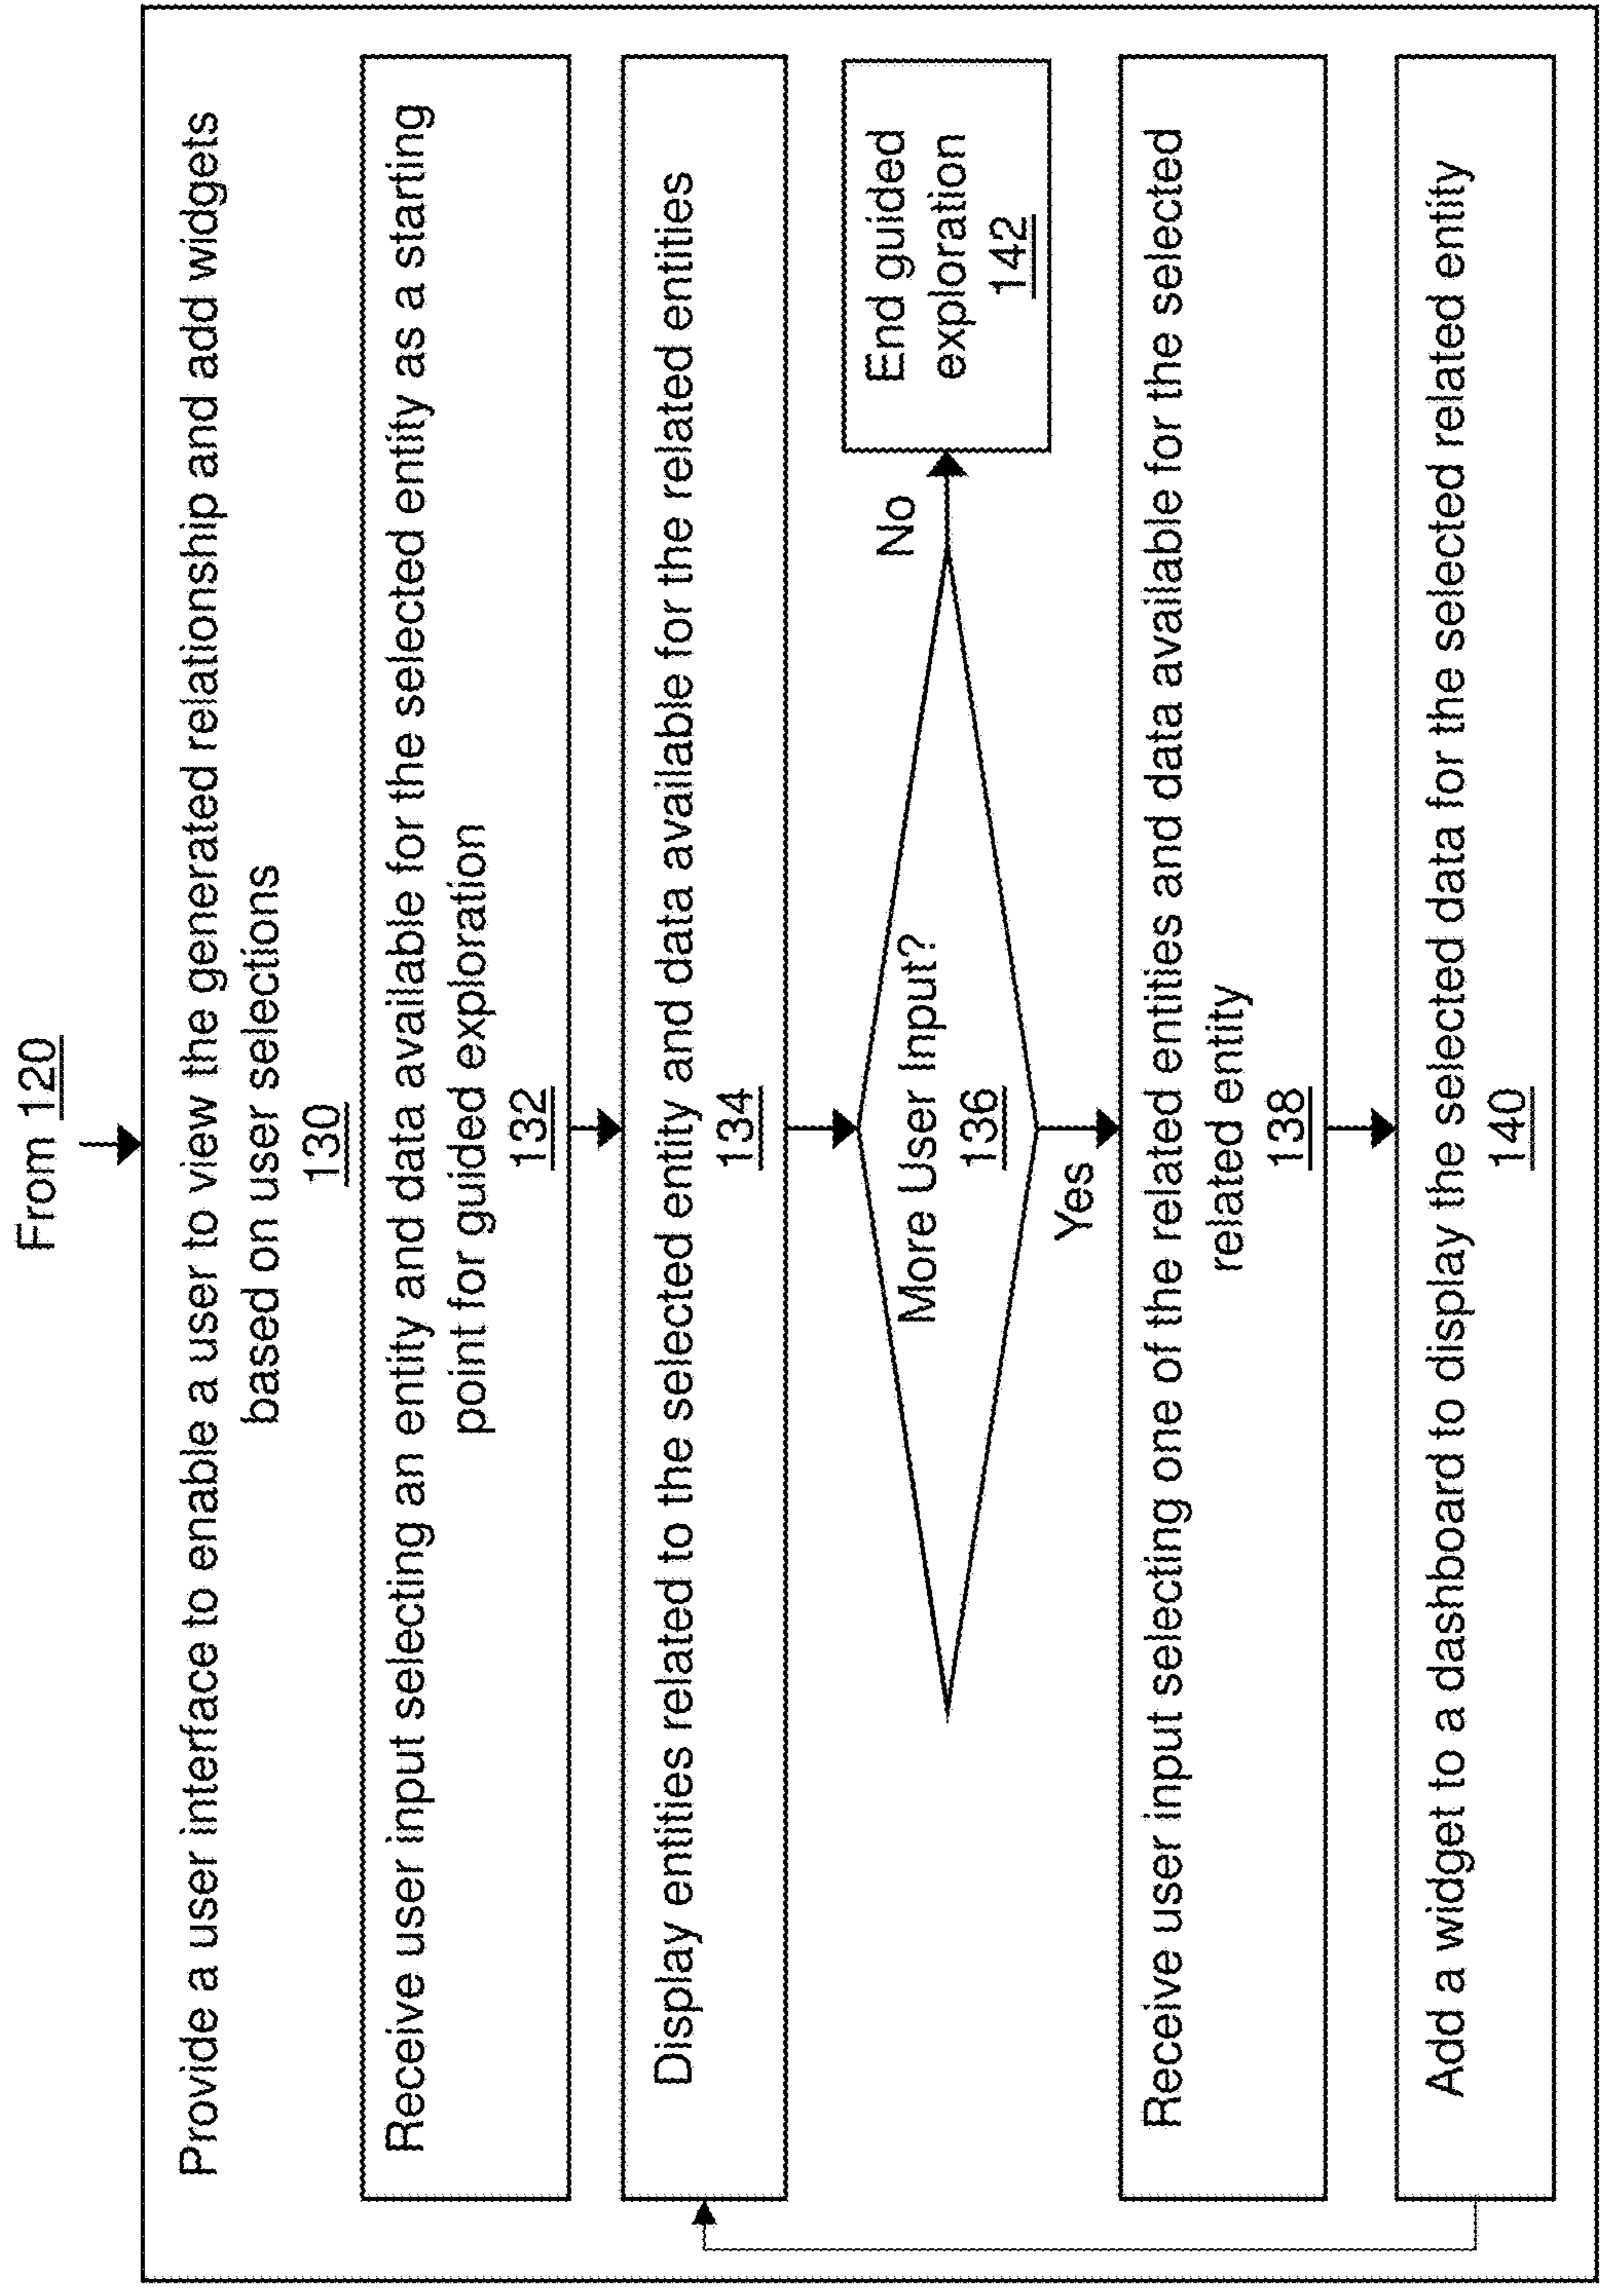 From 120
Provide a user interface to enable a user to view the generated relationship and add widgets
based on user selections
130
Receive user input selecting an entity and data available for the selected entity as a starting
point for guided exploration
132
Display entities related to the selected entity and data available for the related entities
134
More User Input?
136
No
End guided
exploration
142
Yes
Receive user input selecting one of the related entities and data available for the selected
related entity
138
Add a widget to a dashboard to display the selected data for the selected related entity
140